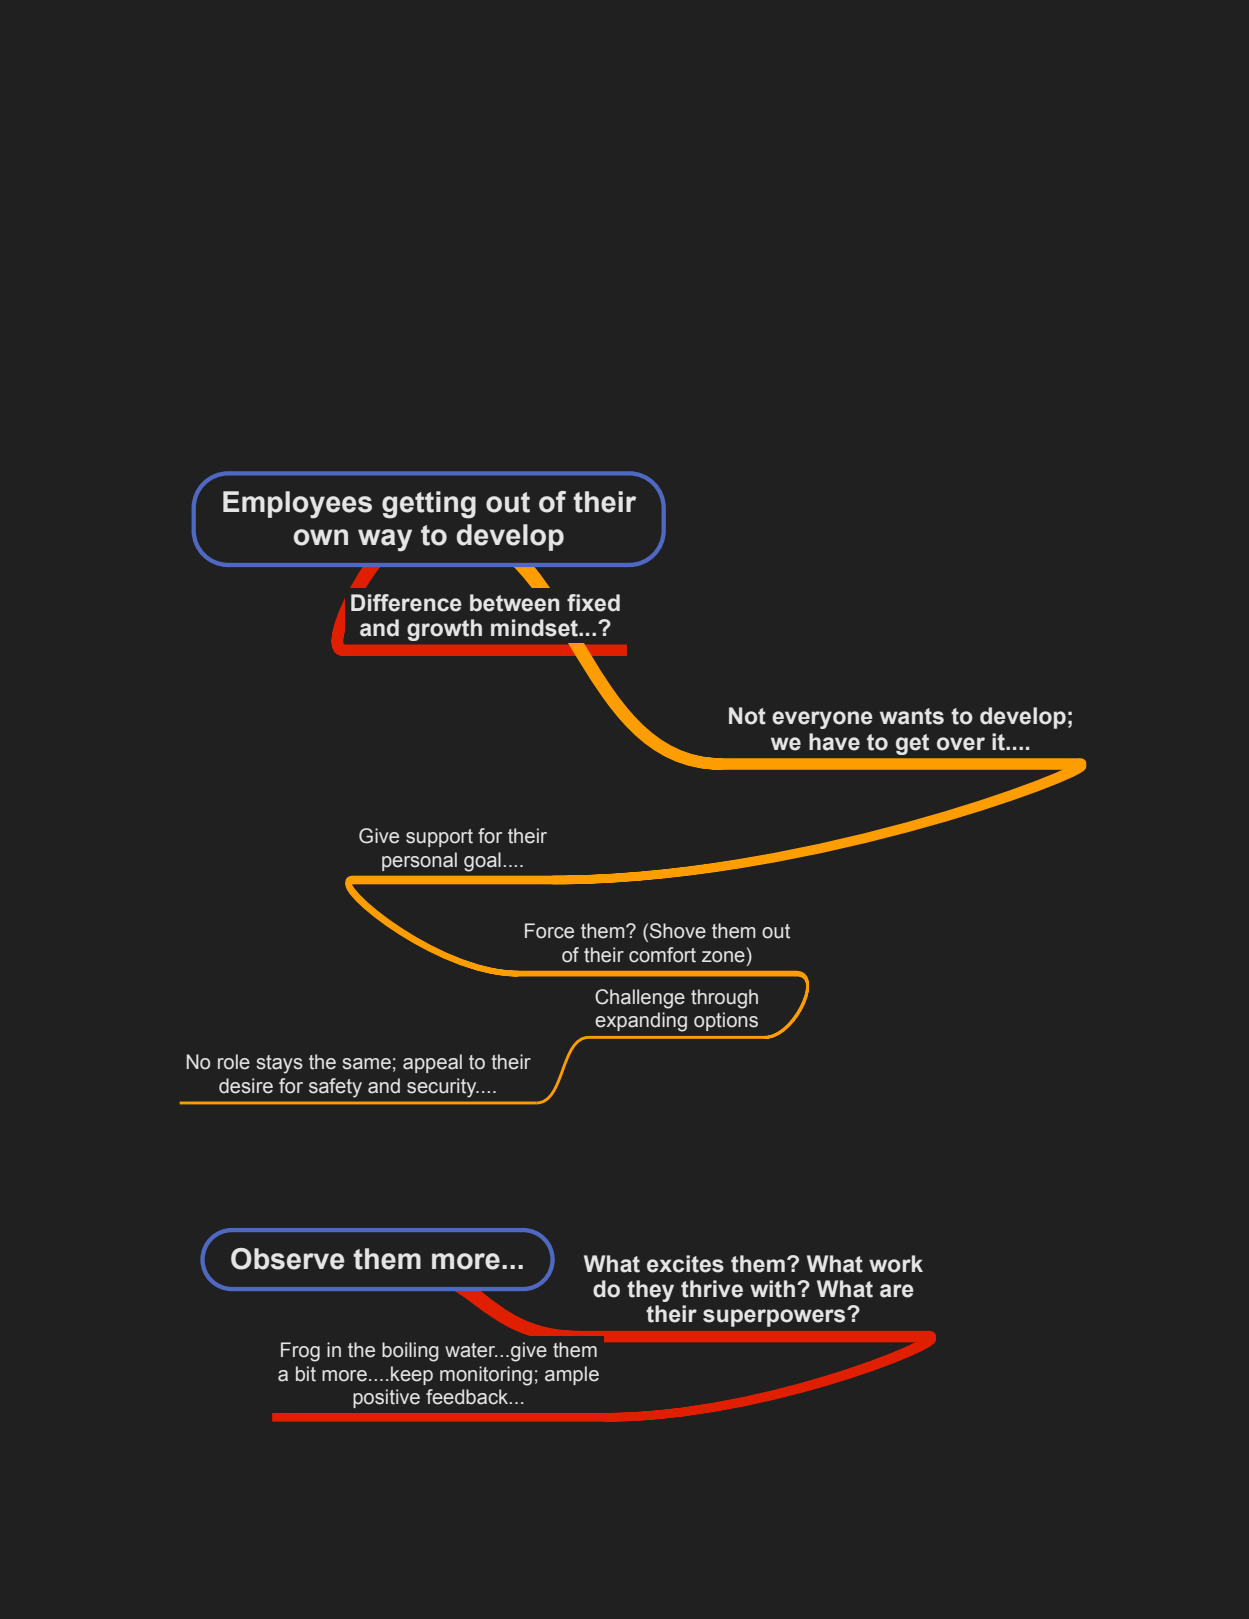 Employees getting out of their
own way to develop
Difference between fixed
and growth mindset...?
Not everyone wants to develop;
we have to get over it....
Give support for their
personal goal....
Force them? (Shove them out
of their comfort zone)
Challenge through
expanding options
No role stays the same; appeal to their
desire for safety and security....
Observe them more...
What excites them? What work
do they thrive with? What are
their superpowers?
Frog in the boiling water...give them
a bit more....keep monitoring; ample
positive feedback...